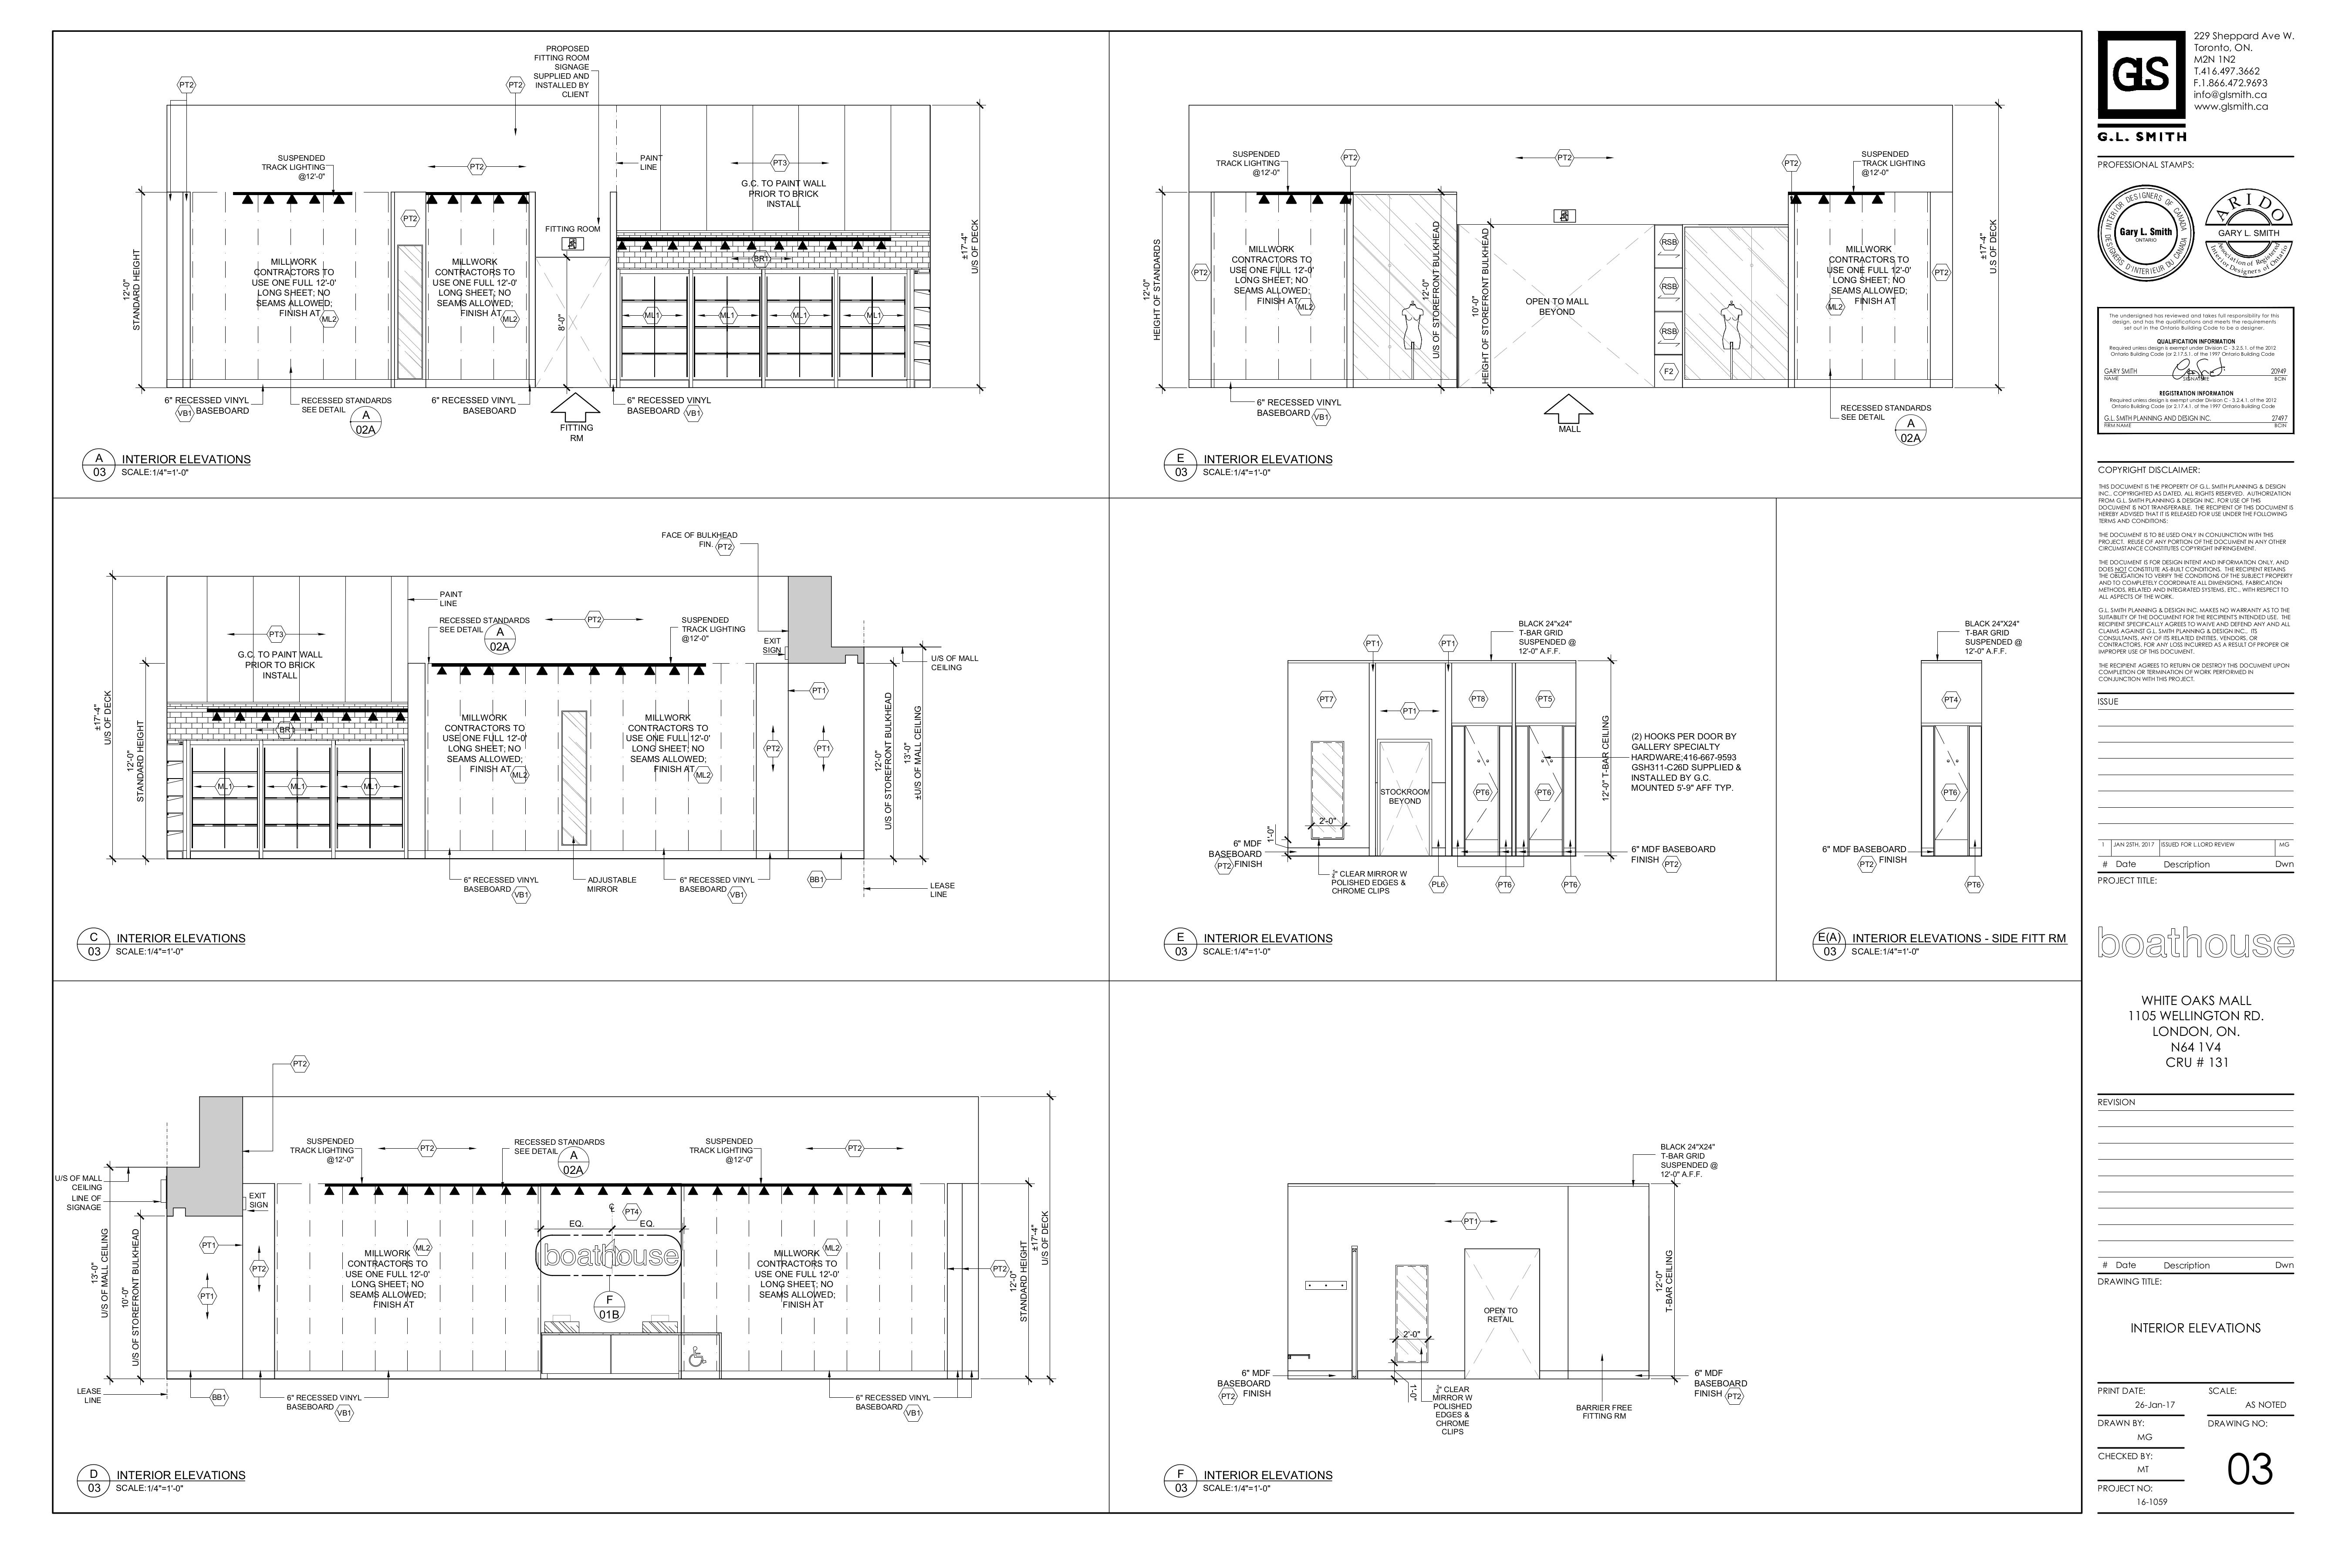 PROPOSED
FITTING ROOM
SIGNAGE
SUPPLIED AND
INSTALLED BY
CLIENT
PT2
PT2
SUSPENDED
TRACK LIGHTING
@12'-0"
PT2
PAINT
LINE
PT3
G.C. TO PAINT WALL
PRIOR TO BRICK
INSTALL
PT2
FITTING ROOM
12'-0"
STANDARD HEIGHT
±17'-4"
U/S OF DECK
MILLWORK
CONTRACTORS TO
USE ONE FULL 12'-0'
LONG SHEET; NO
SEAMS ALLOWED;
FINISH AT
ML2
MILLWORK
CONTRACTORS TO
USE ONE FULL 12'-0'
LONG SHEET; NO
SEAMS ALLOWED;
FINISH AT
ML2
8'-0"
BR1
ML1
ML1
ML1
ML1
6" RECESSED VINYL
VB1 BASEBOARD
RECESSED STANDARDS
SEE DETAIL
A
02A
6" RECESSED VINYL
BASEBOARD
6" RECESSED VINYL
BASEBOARD VB1
FITTING
RM
A
03
INTERIOR ELEVATIONS
SCALE:1/4"=1'-0"
SUSPENDED
TRACK LIGHTING
@12'-0"
PT2
PT2
PT2
SUSPENDED
TRACK LIGHTING
@12'-0"
12'-0"
HEIGHT OF STANDARDS
PT2
MILLWORK
CONTRACTORS TO
USE ONE FULL 12'-0'
LONG SHEET; NO
SEAMS ALLOWED;
FINISH AT
ML2
12'-0"
U/S OF STOREFRONT BULKHEAD
10'-0"
HEIGHT OF STOREFRONT BULKHEAD
OPEN TO MALL
BEYOND
RSB
RSB
RSB
F2
MILLWORK
CONTRACTORS TO
USE ONE FULL 12'-0'
LONG SHEET; NO
SEAMS ALLOWED;
FINISH AT
ML2
PT2
±17'-4"
U.S OF DECK
6" RECESSED VINYL
BASEBOARD VB1
MALL
RECESSED STANDARDS
SEE DETAIL
A
02A
E
03
INTERIOR ELEVATIONS
SCALE:1/4"=1'-0"
FACE OF BULKHEAD
FIN. PT2
PAINT
LINE
RECESSED STANDARDS
SEE DETAIL
A
02A
PT2
SUSPENDED
TRACK LIGHTING
@12'-0"
EXIT
SIGN
U/S OF MALL
CEILING
PT3
G.C. TO PAINT WALL
PRIOR TO BRICK
INSTALL
±17'-4"
U/S OF DECK
12'-0"
STANDARD HEIGHT
BR1
ML1
ML1
ML1
MILLWORK
CONTRACTORS TO
USE ONE FULL 12'-0'
LONG SHEET; NO
SEAMS ALLOWED;
FINISH AT
ML2
MILLWORK
CONTRACTORS TO
USE ONE FULL 12'-0'
LONG SHEET; NO
SEAMS ALLOWED;
FINISH AT
ML2
PT1
PT2
PT1
12'-0"
U/S OF STOREFRONT BULKHEAD
13'-0"
±U/S OF MALL CEILING
6" RECESSED VINYL
BASEBOARD
VB1
ADJUSTABLE
MIRROR
6" RECESSED VINYL
BASEBOARD
VB1
BB1
LEASE
LINE
C
03
INTERIOR ELEVATIONS
SCALE:1/4"=1'-0"
PT1
PT1
BLACK 24"x24"
T-BAR GRID
SUSPENDED @
12'-0" A.F.F.
PT7
PT1
PT8
PT5
STOCKROOM
BEYOND
PT6
PT6
2'-0"
1'-0"
12'-0" T-BAR CEILING
(2) HOOKS PER DOOR BY
GALLERY SPECIALTY
HARDWARE;416-667-9593
GSH311-C26D SUPPLIED &
INSTALLED BY G.C.
MOUNTED 5'-9" AFF TYP.
6" MDF
BASEBOARD
PT2 FINISH
6" MDF BASEBOARD
FINISH PT2
" CLEAR MIRROR W
POLISHED EDGES &
CHROME CLIPS
PL6
PT6
PT6
E
03
INTERIOR ELEVATIONS
SCALE:1/4"=1'-0"
BLACK 24"X24"
T-BAR GRID
SUSPENDED @
12'-0" A.F.F.
PT4
PT6
6" MDF BASEBOARD
PT2 FINISH
PT6
E(A)
03
INTERIOR ELEVATIONS - SIDE FITT RM
SCALE:1/4"=1'-0"
PT2
SUSPENDED
TRACK LIGHTING
@12'-0"
PT2
RECESSED STANDARDS
SEE DETAIL
A
02A
SUSPENDED
TRACK LIGHTING
@12'-0"
PT2
U/S OF MALL
CEILING
LINE OF
SIGNAGE
EXIT
SIGN
PT4
EQ.
EQ.
boathouse
F
01B
PT1
PT2
PT1
13'-0"
U/S OF MALL CEILING
10'-0"
U/S OF STOREFRONT BULKHEAD
ML2
MILLWORK
CONTRACTORS TO
USE ONE FULL 12'-0'
LONG SHEET; NO
SEAMS ALLOWED;
FINISH AT
ML2
MILLWORK
CONTRACTORS TO
USE ONE FULL 12'-0'
LONG SHEET; NO
SEAMS ALLOWED;
FINISH AT
PT2
12'-0"
STANDARD HEIGHT
±17'-4"
U/S OF DECK
LEASE
LINE
BB1
6" RECESSED VINYL
BASEBOARD
VB1
6" RECESSED VINYL
BASEBOARD
VB1
D
03
INTERIOR ELEVATIONS
SCALE:1/4"=1'-0"
BLACK 24"X24"
T-BAR GRID
SUSPENDED @
12'-0" A.F.F.
PT1
OPEN TO
RETAIL
2'-0"
1'-0"
12'-0"
T-BAR CEILING
6" MDF
BASEBOARD
PT2 FINISH
" CLEAR
MIRROR W
POLISHED
EDGES &
CHROME
CLIPS
BARRIER FREE
FITTING RM
6" MDF
BASEBOARD
FINISH PT2
F
03
INTERIOR ELEVATIONS
SCALE:1/4"=1'-0"
GLS
G.L. SMITH
229 Sheppard Ave W.
Toronto, ON.
M2N 1N2
T.416.497.3662
F.1.866.472.9693
info@glsmith.ca
www.glsmith.ca
PROFESSIONAL STAMPS:
INTERIOR DESIGNERS OF CANADA
Gary L. Smith
ONTARIO
DESIGNERS D'INTERIEUR DU CANADA
ARIDO
GARY L. SMITH
Association of Registered
Interior Designers of Ontario
The undersigned has reviewed and takes full responsibility for this
design, and has the qualifications and meets the requirements
set out in the Ontario Building Code to be a designer.
QUALIFICATION INFORMATION
Required unless design is exempt under Division C - 3.2.5.1. of the 2012
Ontario Building Code (or 2.17.5.1. of the 1997 Ontario Building Code
GARY SMITH 20949
NAME SIGNATURE BCIN
REGISTRATION INFORMATION
Required unless design is exempt under Division C - 3.2.4.1. of the 2012
Ontario Building Code (or 2.17.4.1. of the 1997 Ontario Building Code
G.L. SMITH PLANNING AND DESIGN INC. 27497
FIRM NAME BCIN
COPYRIGHT DISCLAIMER:
THIS DOCUMENT IS THE PROPERTY OF G.L. SMITH PLANNING & DESIGN
INC., COPYRIGHTED AS DATED, ALL RIGHTS RESERVED. AUTHORIZATION
FROM G.L. SMITH PLANNING & DESIGN INC. FOR USE OF THIS
DOCUMENT IS NOT TRANSFERABLE. THE RECIPIENT OF THIS DOCUMENT IS
HEREBY ADVISED THAT IT IS RELEASED FOR USE UNDER THE FOLLOWING
TERMS AND CONDITIONS:
THE DOCUMENT IS TO BE USED ONLY IN CONJUNCTION WITH THIS
PROJECT. REUSE OF ANY PORTION OF THE DOCUMENT IN ANY OTHER
CIRCUMSTANCE CONSTITUTES COPYRIGHT INFRINGEMENT.
THE DOCUMENT IS FOR DESIGN INTENT AND INFORMATION ONLY, AND
DOES NOT CONSTITUTE AS-BUILT CONDITIONS. THE RECIPIENT RETAINS
THE OBLIGATION TO VERIFY THE CONDITIONS OF THE SUBJECT PROPERTY
AND TO COMPLETELY COORDINATE ALL DIMENSIONS, FABRICATION
METHODS, RELATED AND INTEGRATED SYSTEMS, ETC., WITH RESPECT TO
ALL ASPECTS OF THE WORK.
G.L. SMITH PLANNING & DESIGN INC. MAKES NO WARRANTY AS TO THE
SUITABILITY OF THE DOCUMENT FOR THE RECIPIENT'S INTENDED USE. THE
RECIPIENT SPECIFICALLY AGREES TO WAIVE AND DEFEND ANY AND ALL
CLAIMS AGAINST G.L. SMITH PLANNING & DESIGN INC., ITS
CONSULTANTS, ANY OF ITS RELATED ENTITIES, VENDORS, OR
CONTRACTORS, FOR ANY LOSS INCURRED AS A RESULT OF PROPER OR
IMPROPER USE OF THIS DOCUMENT.
THE RECIPIENT AGREES TO RETURN OR DESTROY THIS DOCUMENT UPON
COMPLETION OR TERMINATION OF WORK PERFORMED IN
CONJUNCTION WITH THIS PROJECT.
ISSUE
1 JAN 25TH, 2017 ISSUED FOR L.LORD REVIEW MG
# Date Description Dwn
PROJECT TITLE:
boathouse
WHITE OAKS MALL
1105 WELLINGTON RD.
LONDON, ON.
N64 1V4
CRU # 131
REVISION
# Date Description Dwn
DRAWING TITLE:
INTERIOR ELEVATIONS
PRINT DATE: SCALE:
26-Jan-17 AS NOTED
DRAWN BY: DRAWING NO:
MG
CHECKED BY:
MT
03
PROJECT NO:
16-1059